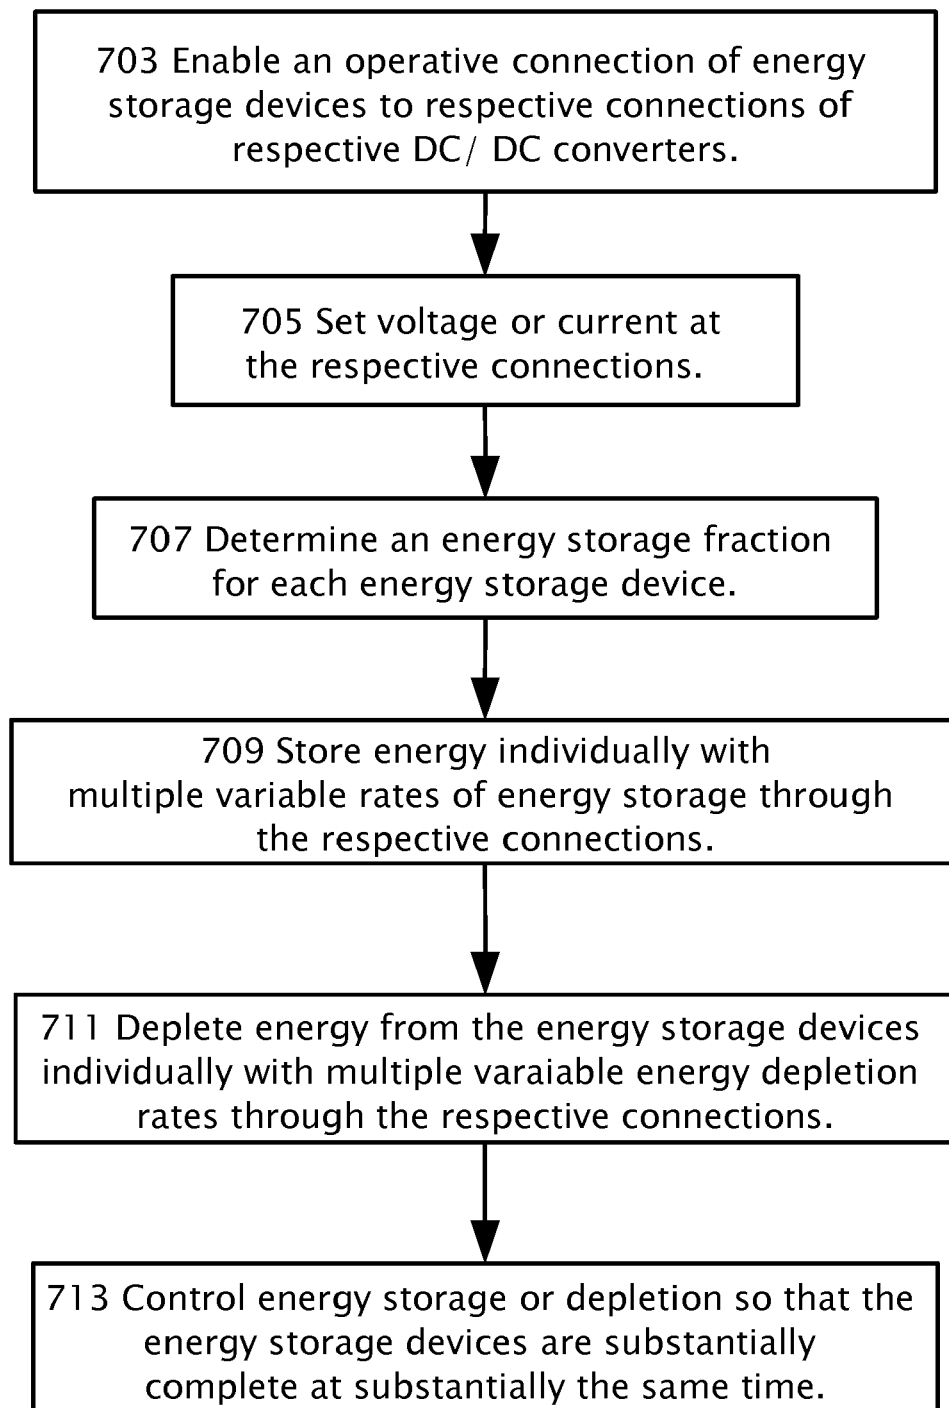 703 Enable an operative connection of energy
storage devices to respective connections of
respective DC/ DC converters.
705 Set voltage or current at
the respective connections.
707 Determine an energy storage fraction
for each energy storage device.
709 Store energy individually with
multiple variable rates of energy storage through
the respective connections.
711 Deplete energy from the energy storage devices
individually with multiple varaiable energy depletion
rates through the respective connections.
713 Control energy storage or depletion so that the
energy storage devices are substantially
complete at substantially the same time.